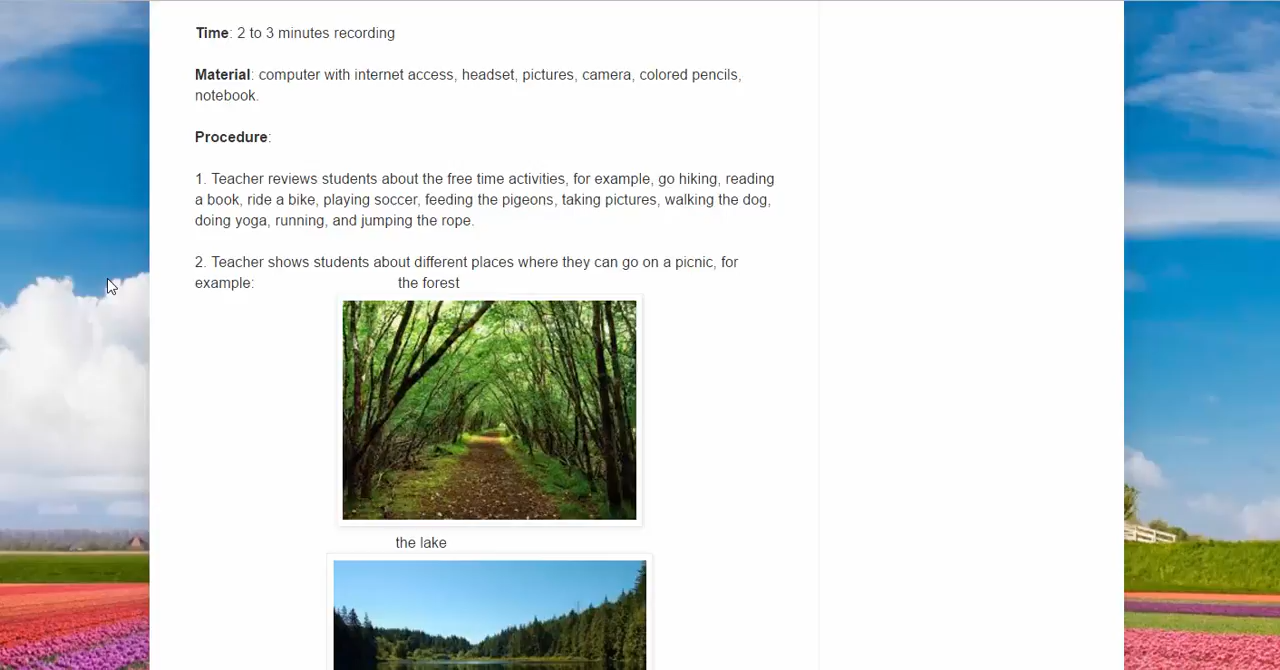 Time: 2 to 3 minutes recording
Material: computer with internet access, headset, pictures, camera, colored pencils,
notebook.
Procedure:
1. Teacher reviews students about the free time activities, for example, go hiking, reading
a book, ride a bike, playing soccer, feeding the pigeons, taking pictures, walking the dog,
doing yoga, running, and jumping the rope.
2. Teacher shows students about different places where they can go on a picnic, for
example: the forest
the lake